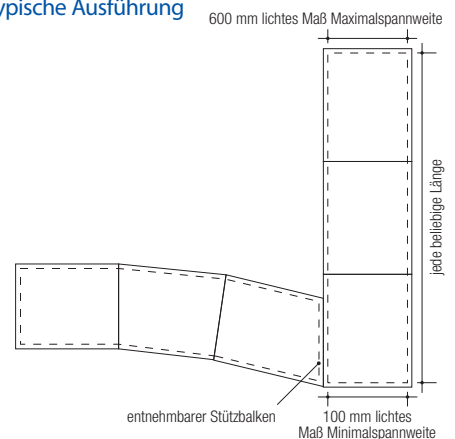 ypische Ausführung
600 mm lichtes Maß Maximalspannweite
jede beliebige Länge
entnehmbarer Stützbalken
100 mm lichtes
Maß Minimalspannweite